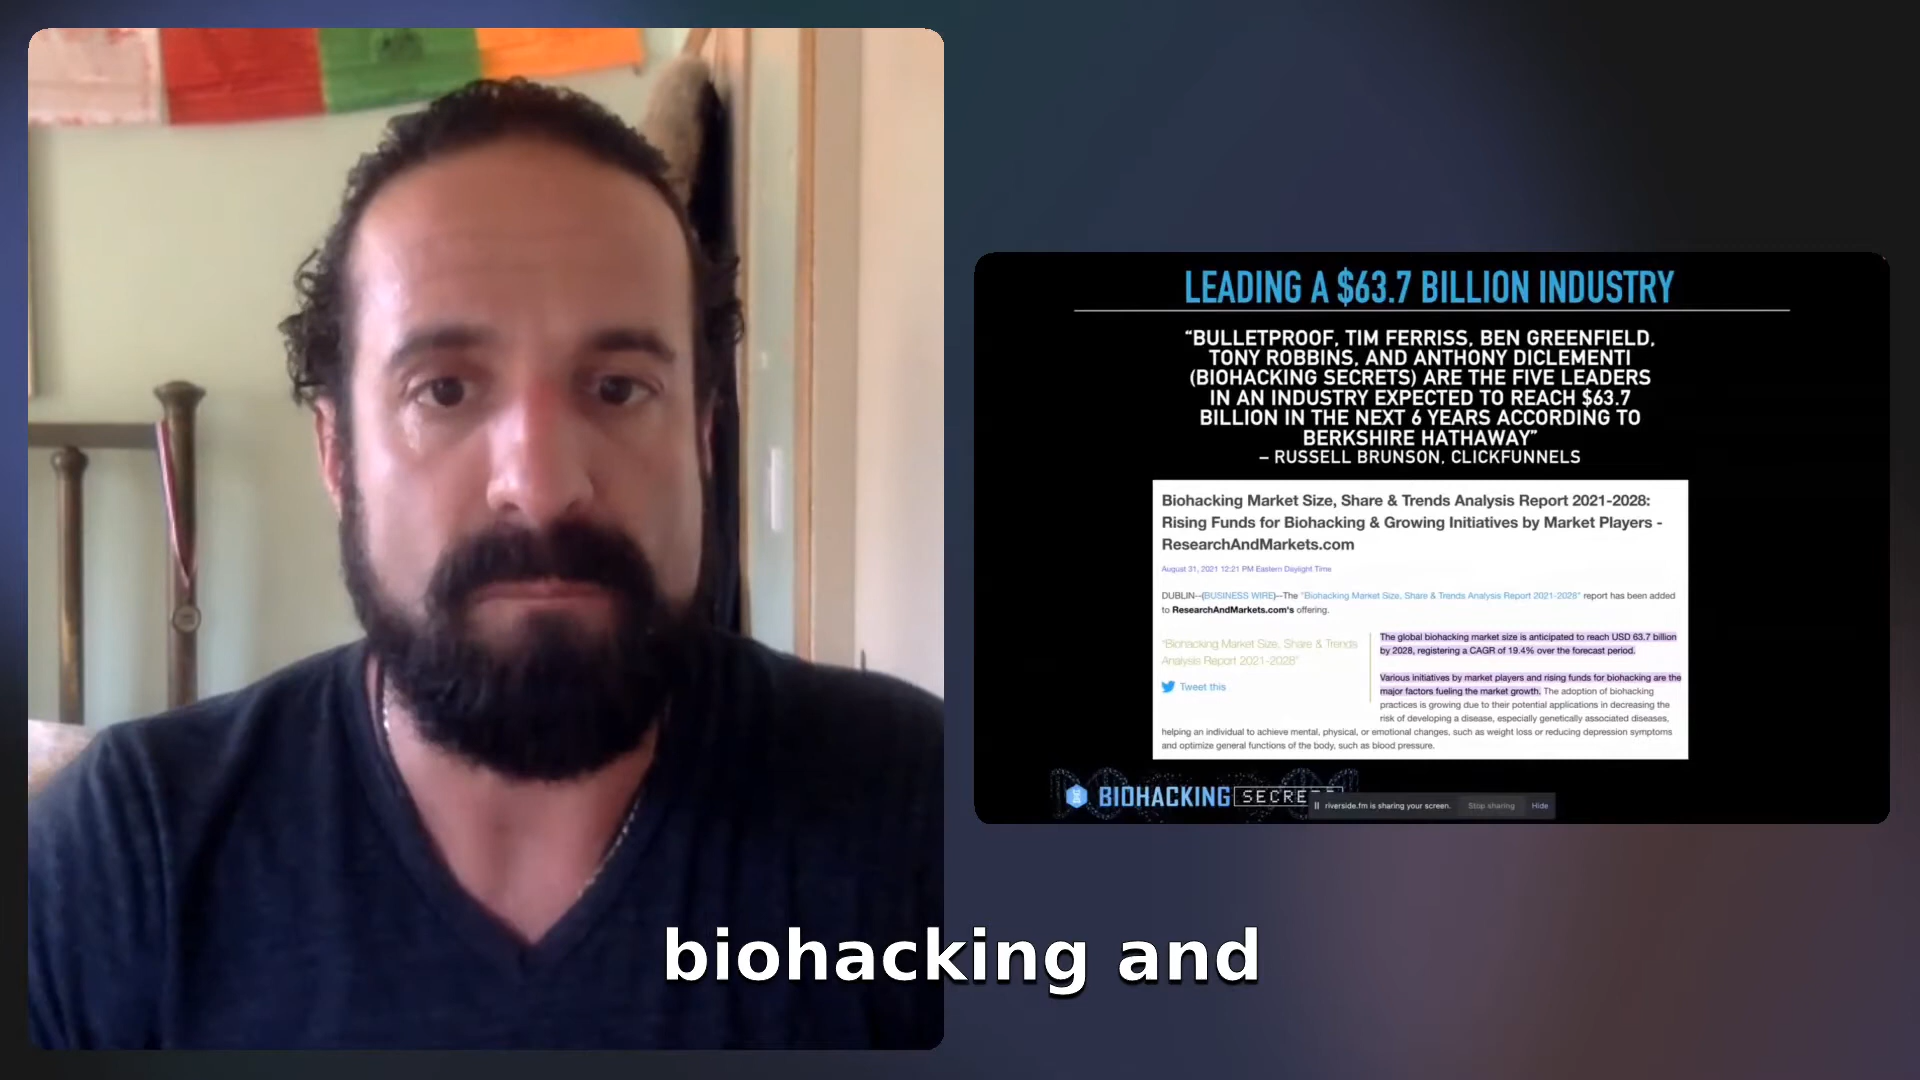 LEADING A $63.7 BILLION INDUSTRY
“BULLETPROOF, TIM FERRISS, BEN GREENFIELD,
TONY ROBBINS, AND ANTHONY DICLEMENTI
(BIOHACKING SECRETS) ARE THE FIVE LEADERS
IN AN INDUSTRY EXPECTED TO REACH $63.7
BILLION IN THE NEXT 6 YEARS ACCORDING TO
BERKSHIRE HATHAWAY”
– RUSSELL BRUNSON, CLICKFUNNELS
Biohacking Market Size, Share & Trends Analysis Report 2021-2028:
Rising Funds for Biohacking & Growing Initiatives by Market Players -
ResearchAndMarkets.com
August 31, 2021 12:21 PM Eastern Daylight Time
DUBLIN--(BUSINESS WIRE)--The "Biohacking Market Size, Share & Trends Analysis Report 2021-2028" report has been added
to ResearchAndMarkets.com's offering.
"Biohacking Market Size, Share & Trends
Analysis Report 2021-2028"
Tweet this
The global biohacking market size is anticipated to reach USD 63.7 billion
by 2028, registering a CAGR of 19.4% over the forecast period.
Various initiatives by market players and rising funds for biohacking are the
major factors fueling the market growth. The adoption of biohacking
practices is growing due to their potential applications in decreasing the
risk of developing a disease, especially genetically associated diseases,
helping an individual to achieve mental, physical, or emotional changes, such as weight loss or reducing depression symptoms
and optimize general functions of the body, such as blood pressure.
BIOHACKING SECRE
riverside.fm is sharing your screen. Stop sharing Hide
biohacking and